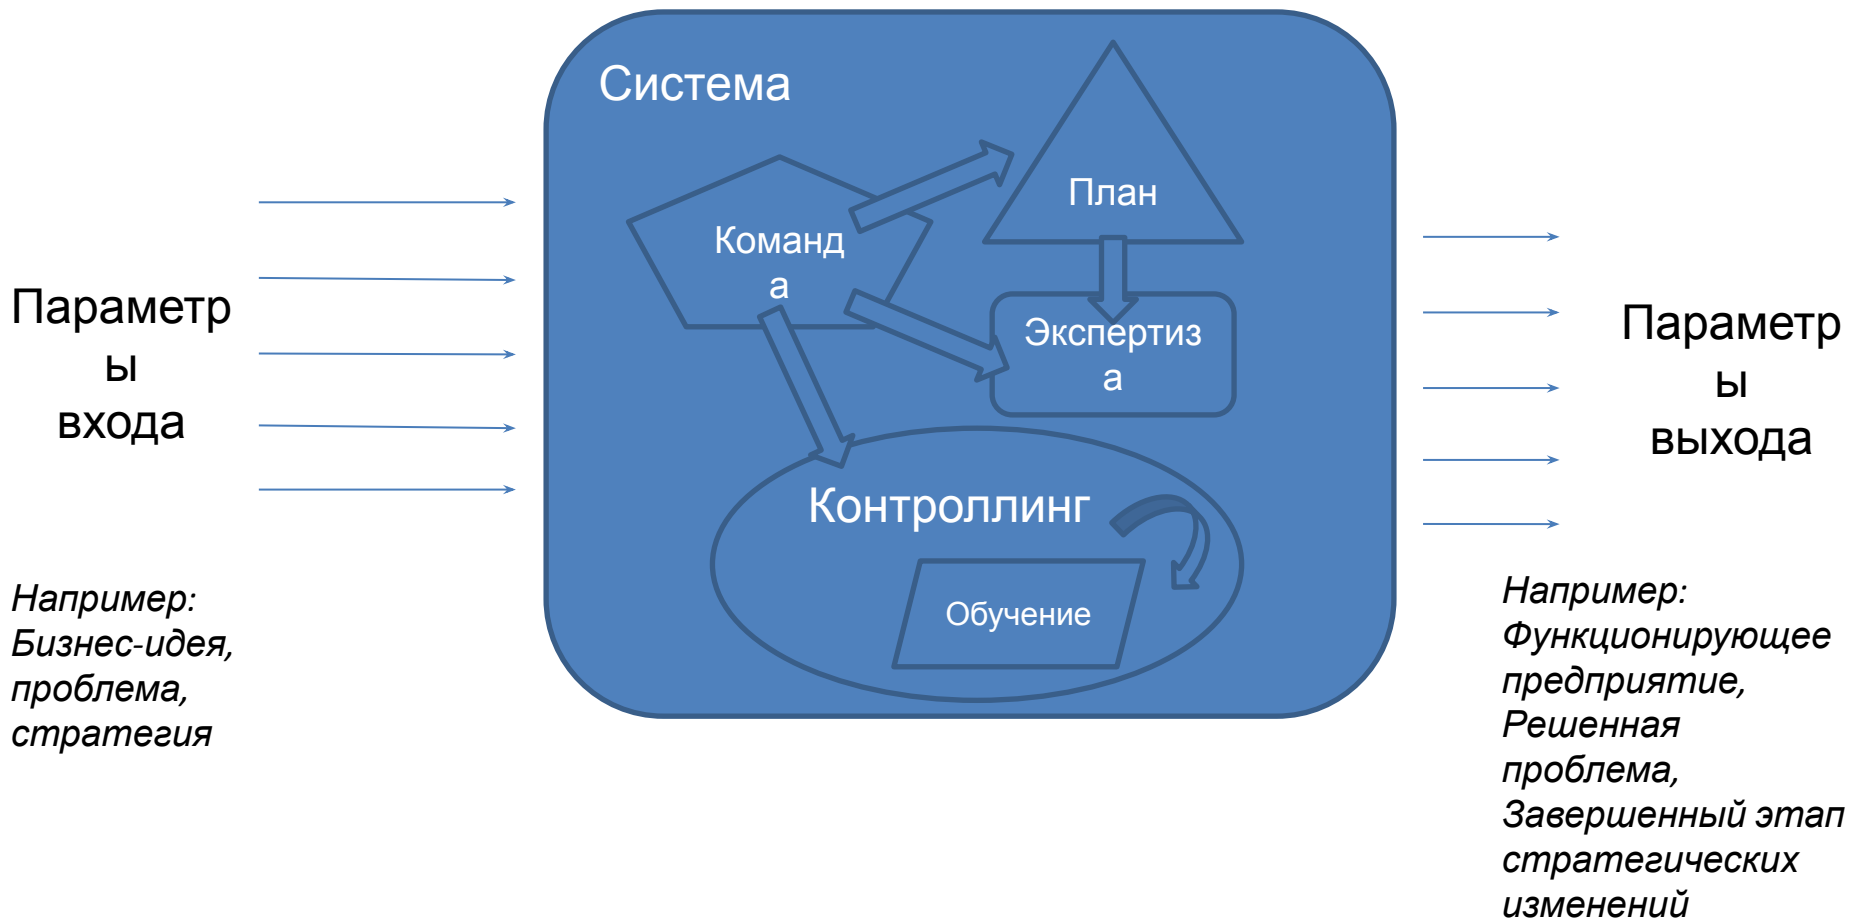 Система
План
Команд
а
Экспертиз
а
Параметр
ы
входа
Параметр
ы
выхода
Контроллинг
Обучение
Например:
Бизнес-идея,
проблема,
стратегия
Например:
Функционирующее
предприятие,
Решенная
проблема,
Завершенный этап
стратегических
изменений